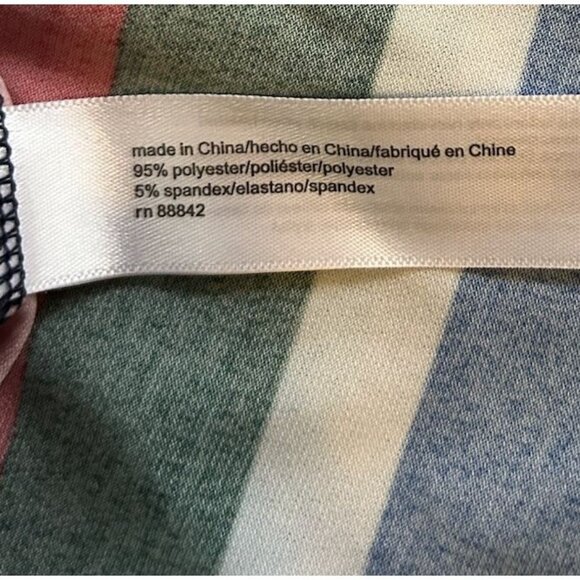 made in China/hecho en China/fabriqué en Chine
95% polyester/poliéster/polyester
5% spandex/elastano/spandex
rn 88842